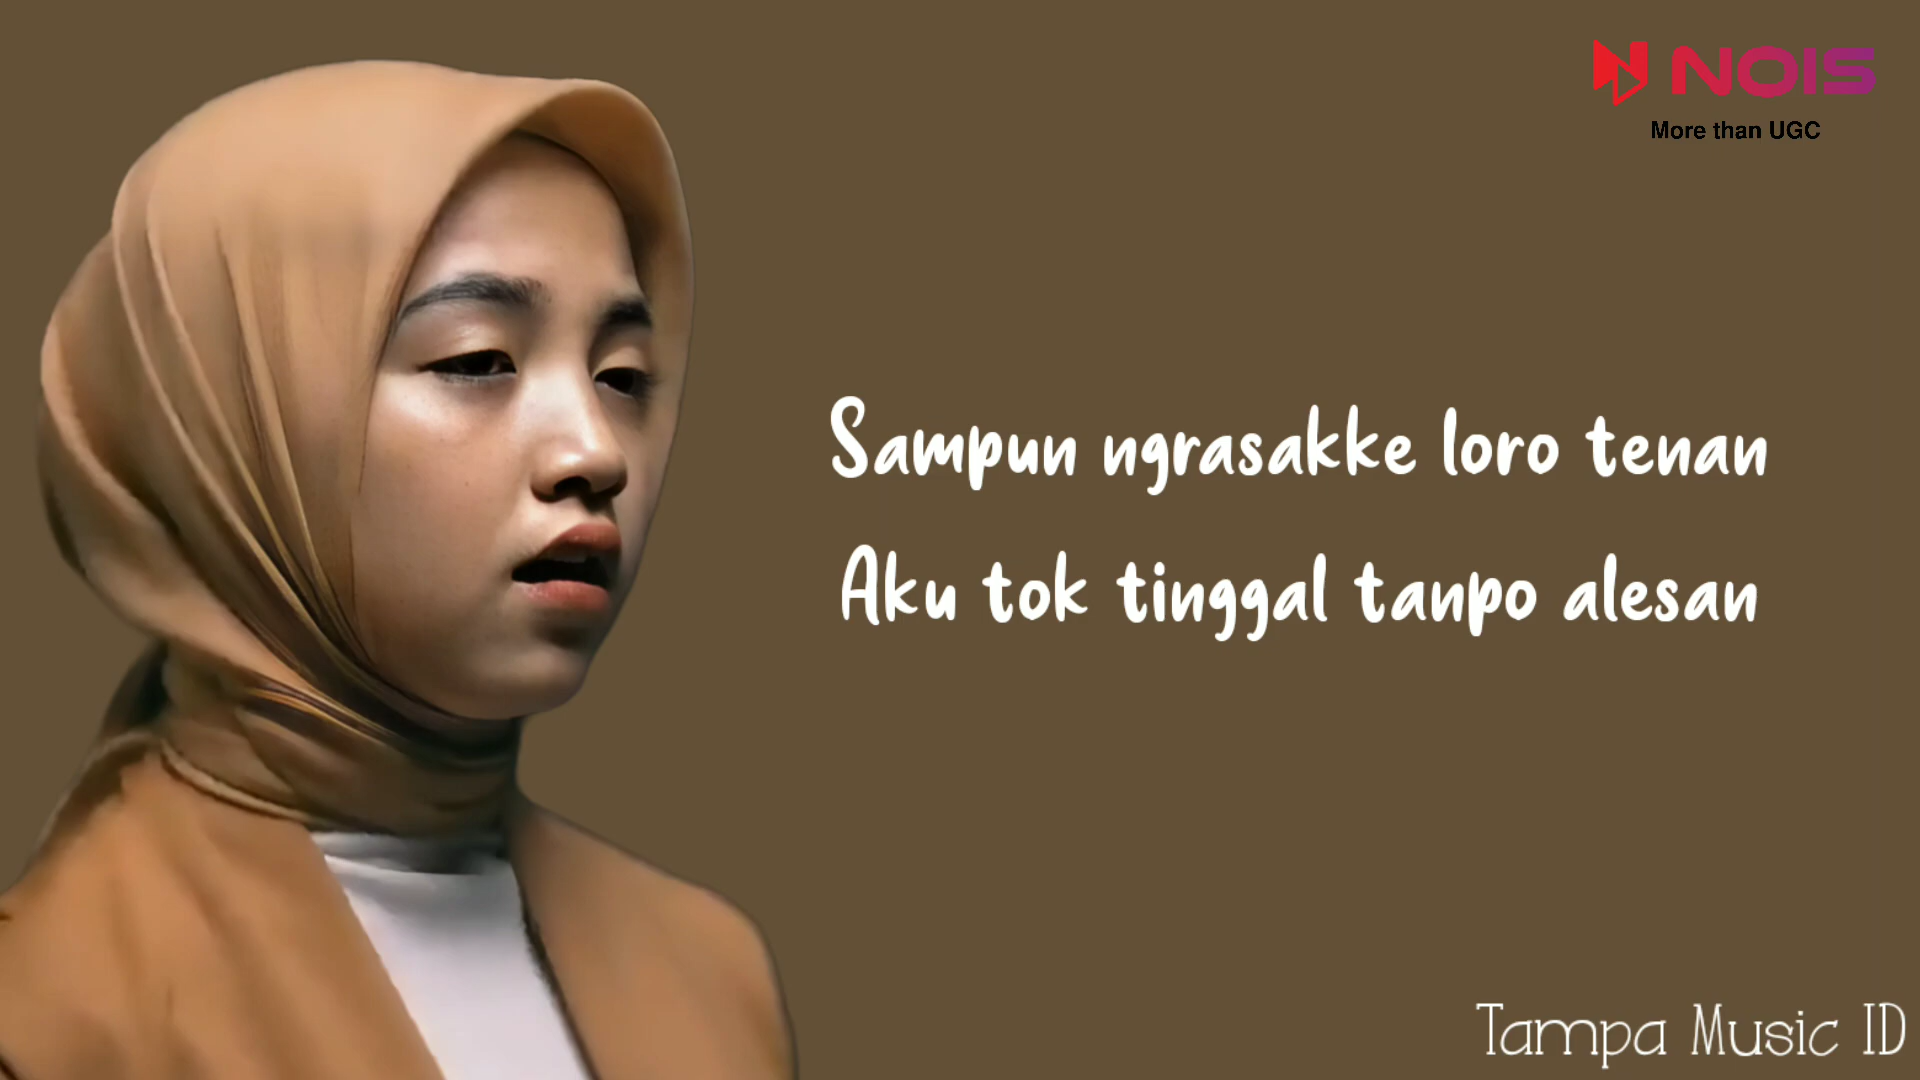 NOIS
More than UGC
Sampun ngrasakke loro tenan
Aku tok tinggal tanpo alesan
Tampa Music ID